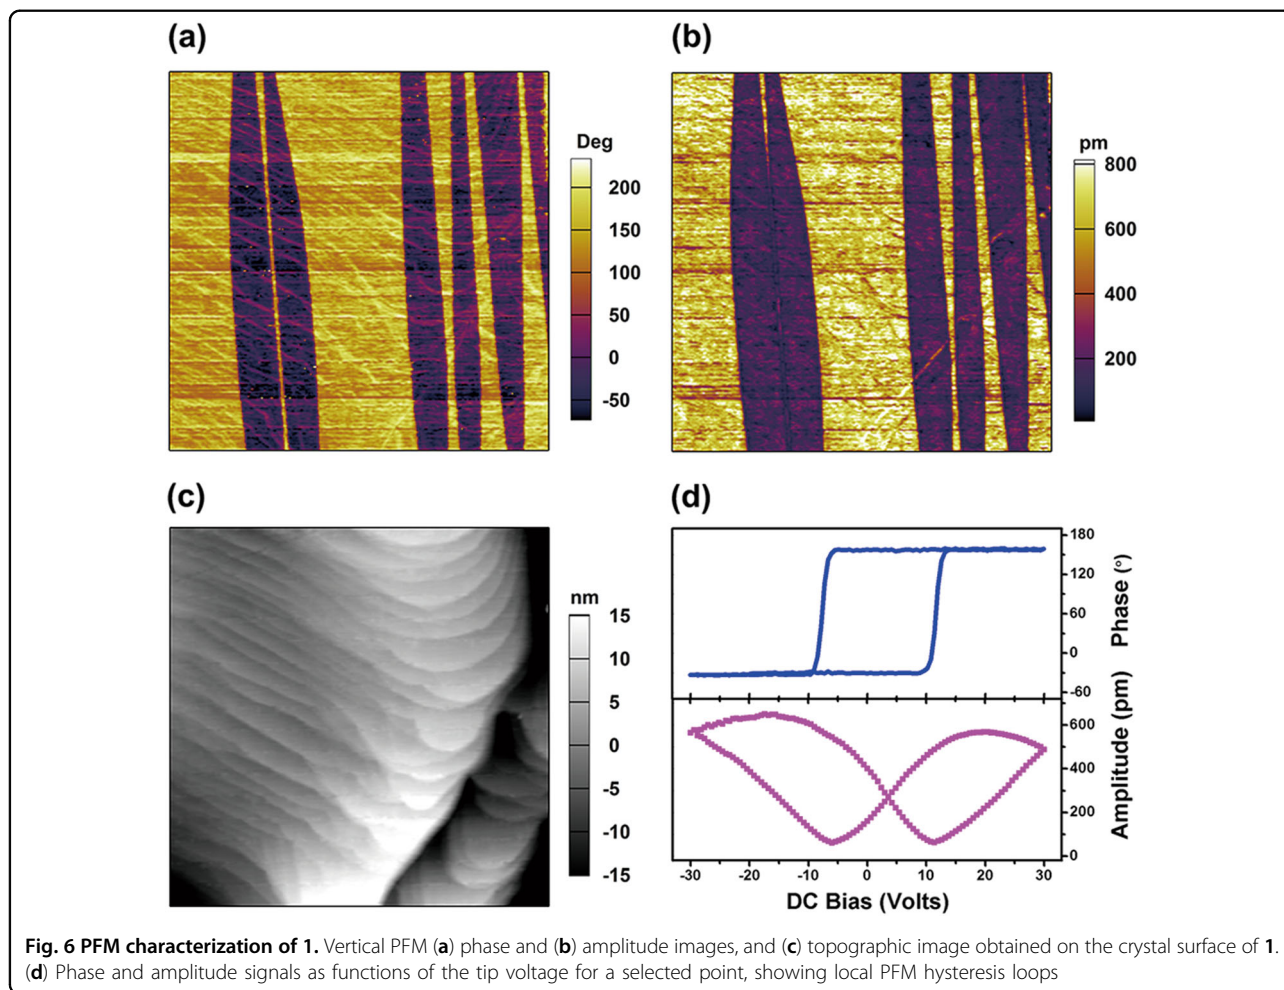 (a)
(b)
Deg
200
150
100
50
0
-50
pm
800
600
400
200
(c)
(d)
nm
15
10
5
0
-5
-10
-15
180
120
60
0
-60
Phase (°)
600
400
200
0
Amplitude (pm)
-30 -20 -10 0 10 20 30
DC Bias (Volts)
Fig. 6 PFM characterization of 1. Vertical PFM (a) phase and (b) amplitude images, and (c) topographic image obtained on the crystal surface of 1.
(d) Phase and amplitude signals as functions of the tip voltage for a selected point, showing local PFM hysteresis loops